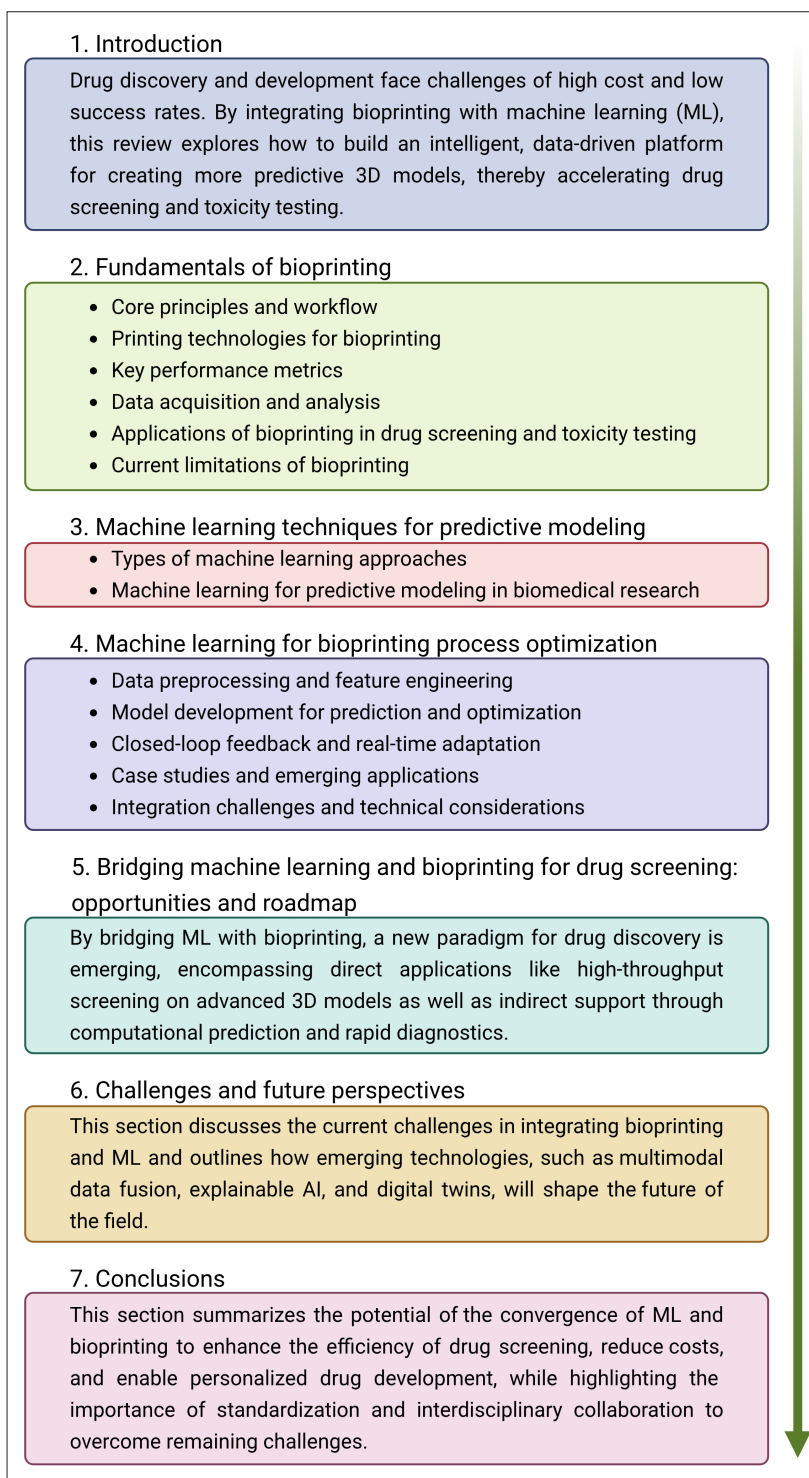 1. Introduction
Drug discovery and development face challenges of high cost and low
success rates. By integrating bioprinting with machine learning (ML),
this review explores how to build an intelligent, data-driven platform
for creating more predictive 3D models, thereby accelerating drug
screening and toxicity testing.
2. Fundamentals of bioprinting
• Core principles and workflow
• Printing technologies for bioprinting
• Key performance metrics
• Data acquisition and analysis
• Applications of bioprinting in drug screening and toxicity testing
• Current limitations of bioprinting
3. Machine learning techniques for predictive modeling
• Types of machine learning approaches
• Machine learning for predictive modeling in biomedical research
4. Machine learning for bioprinting process optimization
• Data preprocessing and feature engineering
• Model development for prediction and optimization
• Closed-loop feedback and real-time adaptation
• Case studies and emerging applications
• Integration challenges and technical considerations
5. Bridging machine learning and bioprinting for drug screening:
opportunities and roadmap
By bridging ML with bioprinting, a new paradigm for drug discovery is
emerging, encompassing direct applications like high-throughput
screening on advanced 3D models as well as indirect support through
computational prediction and rapid diagnostics.
6. Challenges and future perspectives
This section discusses the current challenges in integrating bioprinting
and ML and outlines how emerging technologies, such as multimodal
data fusion, explainable AI, and digital twins, will shape the future of
the field.
7. Conclusions
This section summarizes the potential of the convergence of ML and
bioprinting to enhance the efficiency of drug screening, reduce costs,
and enable personalized drug development, while highlighting the
importance of standardization and interdisciplinary collaboration to
overcome remaining challenges.